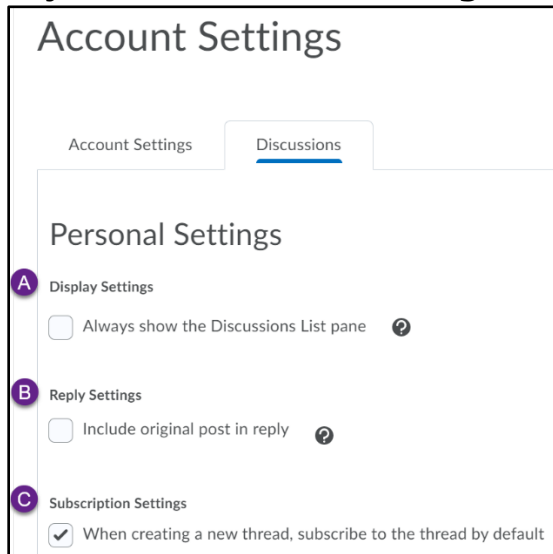 Account Settings
Account Settings Discussions
Personal Settings
A Display Settings
Always show the Discussions List pane ?
B Reply Settings
Include original post in reply ?
C Subscription Settings
When creating a new thread, subscribe to the thread by default